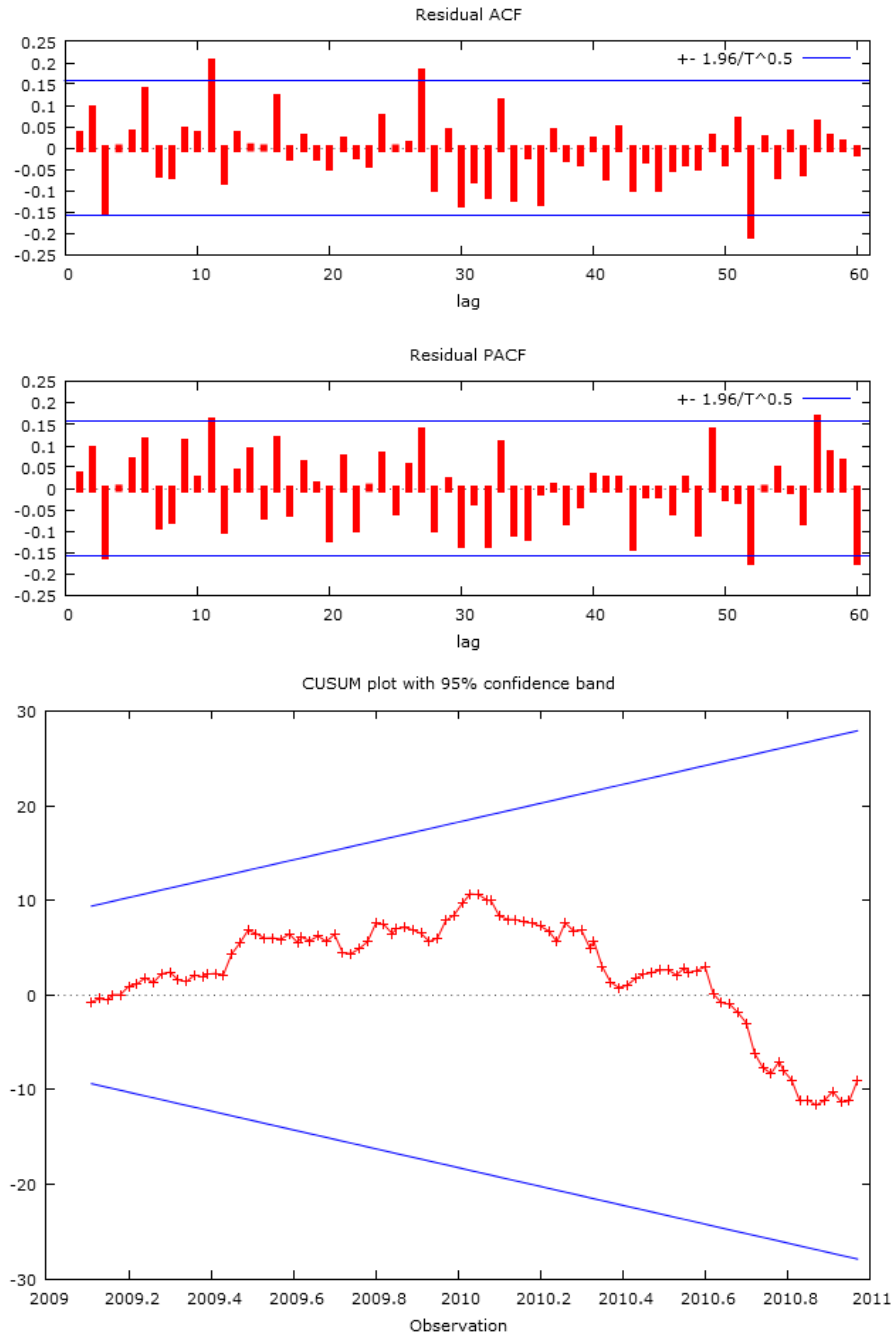 Residual ACF
+- 1.96/T^0.5
0.25
0.2
0.15
0.1
0.05
0
-0.05
-0.1
-0.15
-0.2
-0.25
0 10 20 30 40 50 60
lag
Residual PACF
+- 1.96/T^0.5
0.25
0.2
0.15
0.1
0.05
0
-0.05
-0.1
-0.15
-0.2
-0.25
0 10 20 30 40 50 60
lag
CUSUM plot with 95% confidence band
30
20
10
0
-10
-20
-30
2009 2009.2 2009.4 2009.6 2009.8 2010 2010.2 2010.4 2010.6 2010.8 2011
Observation